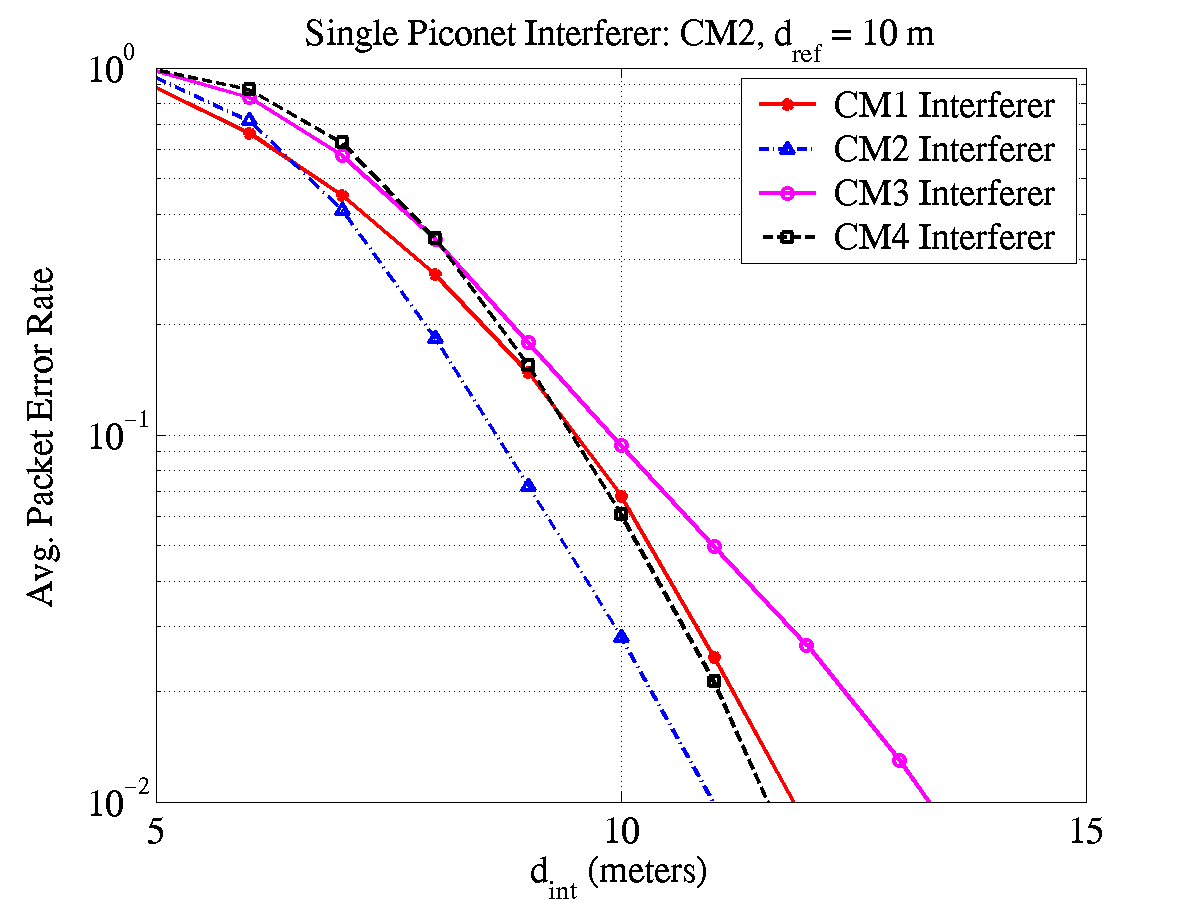 Single Piconet Interferer: CM2, d_ref = 10 m
10^0
CM1 Interferer
CM2 Interferer
CM3 Interferer
CM4 Interferer
Avg. Packet Error Rate
10^−1
10^−2
5
10
15
d_int (meters)